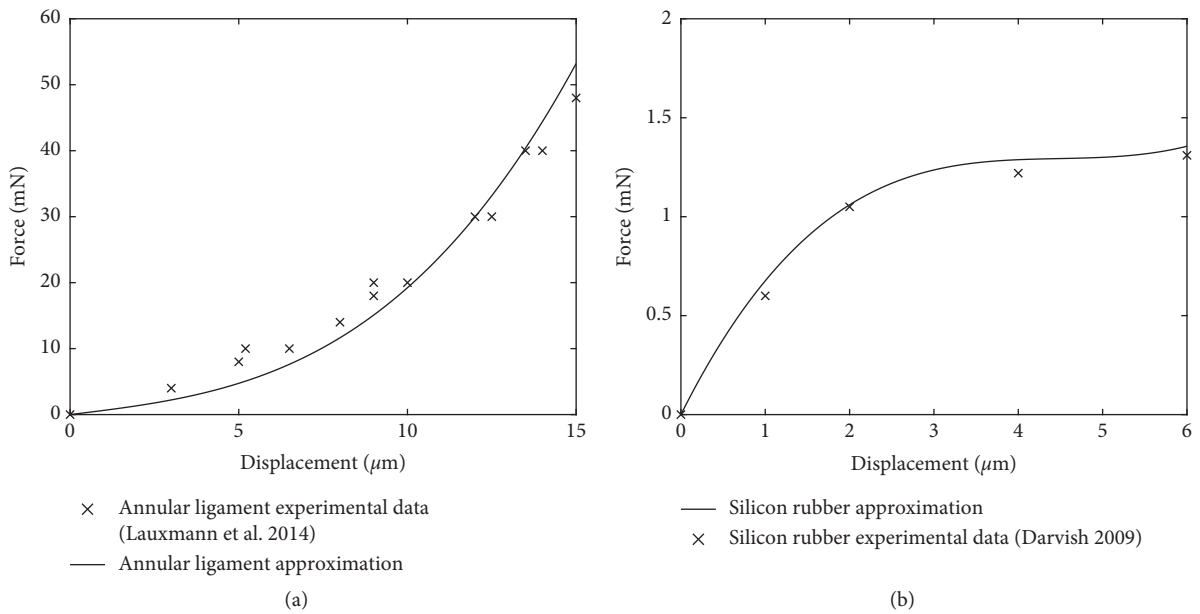 60
50
40
30
20
10
0
Force (mN)
0
5
10
15
Displacement (μm)
Annular ligament experimental data
(Lauxmann et al. 2014)
Annular ligament approximation
(a)
2
1.5
1
0.5
0
Force (mN)
0
1
2
3
4
5
6
Displacement (μm)
Silicon rubber approximation
Silicon rubber experimental data (Darvish 2009)
(b)